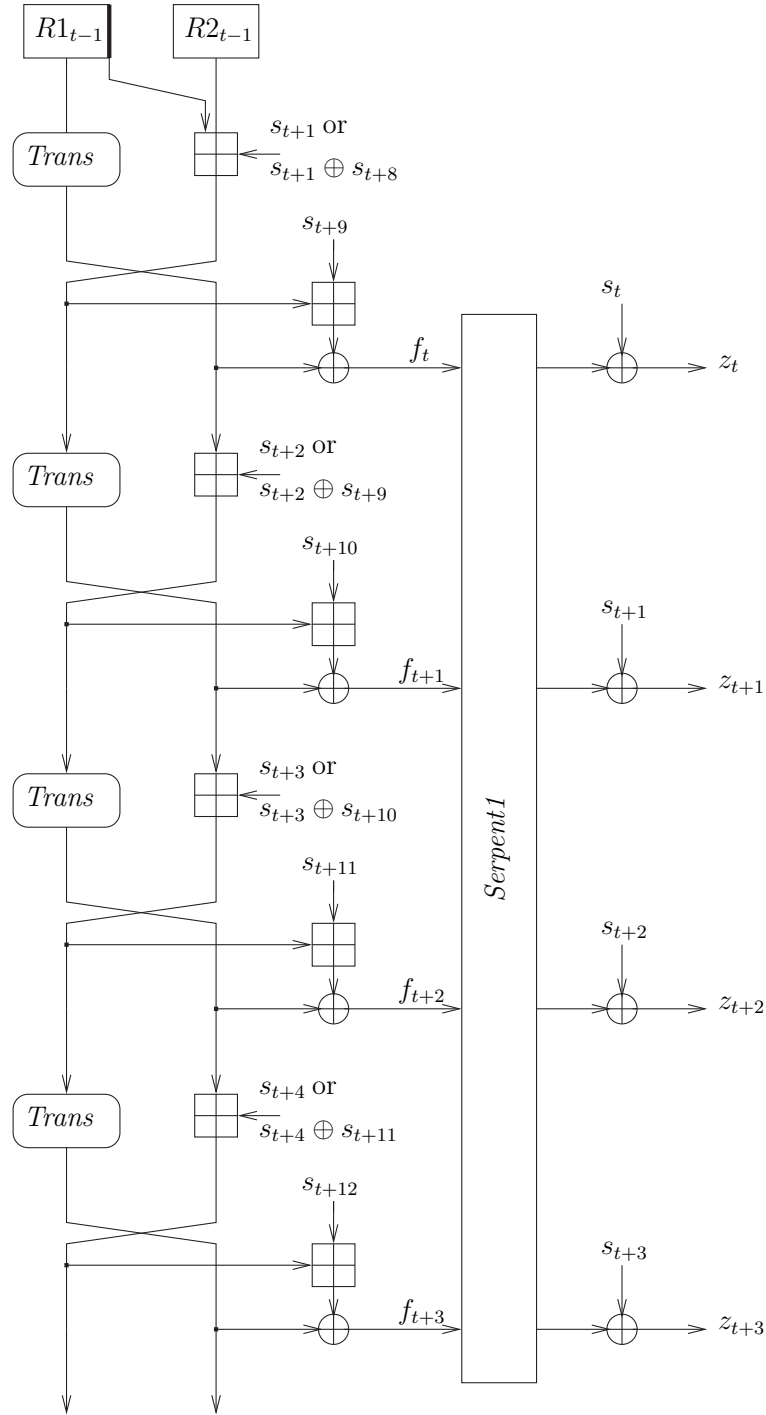 R1_{t−1} R2_{t−1}
s_{t+1} or
Trans
s_{t+1} ⊕ s_{t+8}
s_{t+9}
s_t
f_t
z_t
s_{t+2} or
Trans
s_{t+2} ⊕ s_{t+9}
s_{t+10}
s_{t+1}
f_{t+1}
z_{t+1}
s_{t+3} or
Trans
s_{t+3} ⊕ s_{t+10}
Serpent1
s_{t+11}
s_{t+2}
f_{t+2}
z_{t+2}
s_{t+4} or
Trans
s_{t+4} ⊕ s_{t+11}
s_{t+12}
s_{t+3}
f_{t+3}
z_{t+3}